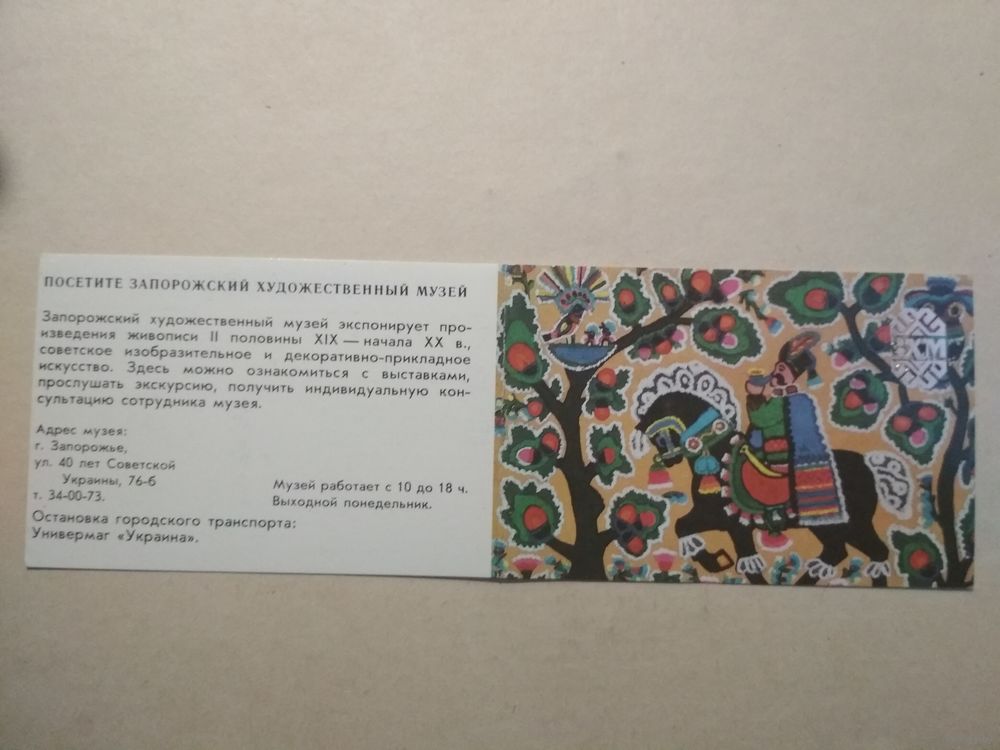 ПОСЕТИТЕ ЗАПОРОЖСКИЙ ХУДОЖЕСТВЕННЫЙ МУЗЕЙ
Запорожский художественный музей экспонирует про-
изведения живописи II половины XIX — начала XX в.,
советское изобразительное и декоративно-прикладное
искусство. Здесь можно ознакомиться с выставками,
прослушать экскурсию, получить индивидуальную кон-
сультацию сотрудника музея.
Адрес музея:
г. Запорожье,
ул. 40 лет Советской
Украины, 76-б
т. 34-00-73.
Музей работает с 10 до 18 ч.
Выходной понедельник.
Остановка городского транспорта:
Универмаг «Украина».
ХМ